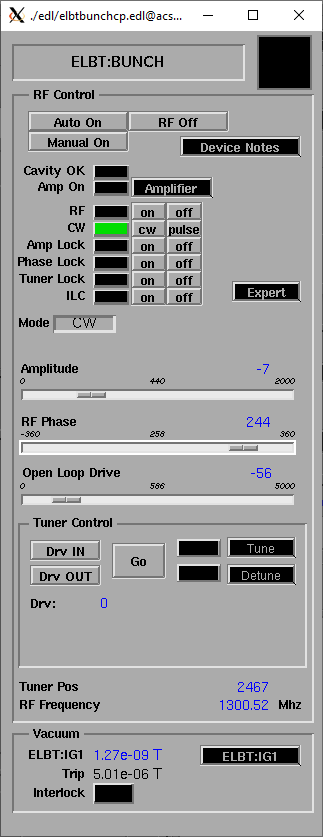 ./edl/elbtbunchcp.edl@acs...
ELBT:BUNCH
RF Control
Auto On RF Off
Manual On
Device Notes
Cavity OK
Amp On Amplifier
RF on off
CW cw pulse
Amp Lock on off
Phase Lock on off
Tuner Lock on off
ILC on off
Expert
Mode CW
Amplitude -7
0 440 2000
RF Phase 244
-360 258 360
Open Loop Drive -56
0 586 5000
Tuner Control
Drv IN Go Tune
Drv OUT Detune
Drv: 0
Tuner Pos 2467
RF Frequency 1300.52 Mhz
Vacuum
ELBT:IG1 1.27e-09 T ELBT:IG1
Trip 5.01e-06 T
Interlock